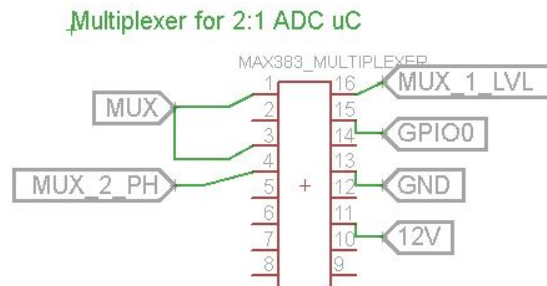 Multiplexer for 2:1 ADC uC
MAX383_MULTIPLEXER
1 16
MUX_1_LVL
MUX
2 15
3 14
GPIO0
4 13
MUX_2_PH
5 12
GND
6 11
7 10
12V
8 9